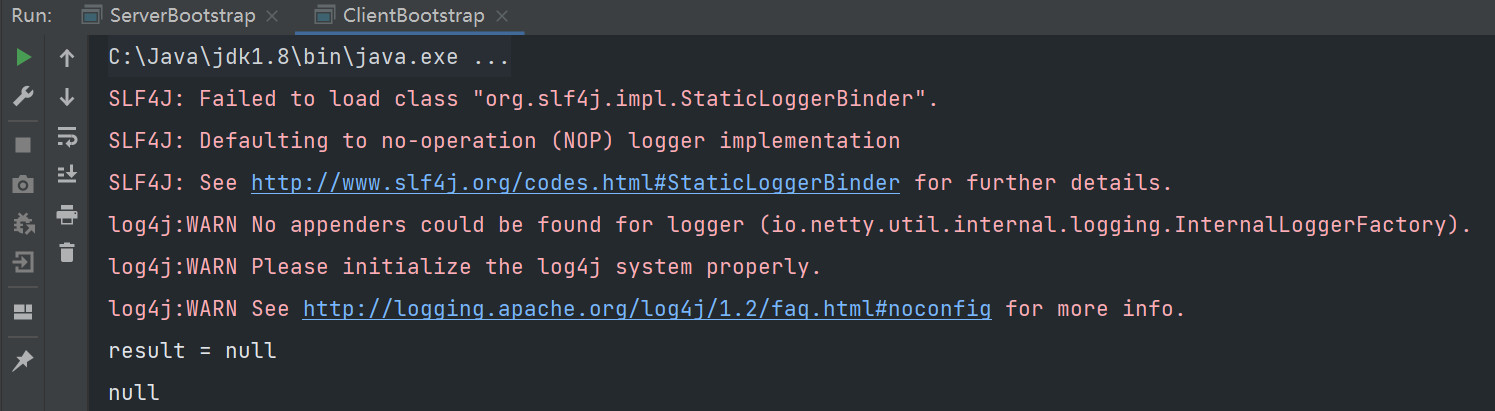 Run: ServerBootstrap × ClientBootstrap ×
C:\Java\jdk1.8\bin\java.exe ...
SLF4J: Failed to load class "org.slf4j.impl.StaticLoggerBinder".
SLF4J: Defaulting to no-operation (NOP) logger implementation
SLF4J: See http://www.slf4j.org/codes.html#StaticLoggerBinder for further details.
log4j:WARN No appenders could be found for logger (io.netty.util.internal.logging.InternalLoggerFactory).
log4j:WARN Please initialize the log4j system properly.
log4j:WARN See http://logging.apache.org/log4j/1.2/faq.html#noconfig for more info.
result = null
null